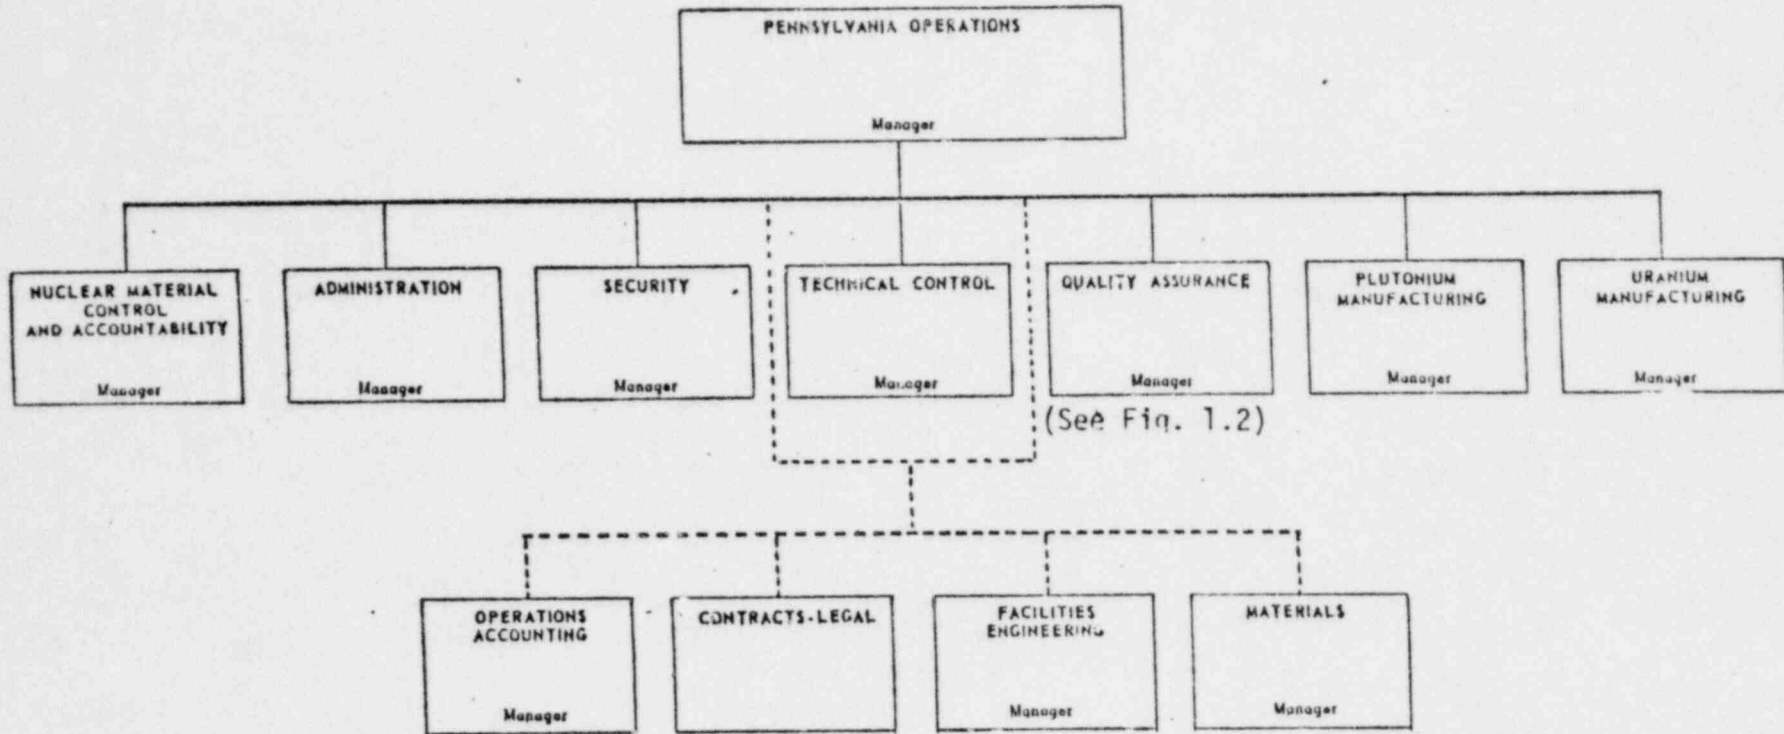 PENNSYLVANIA OPERATIONS
Manager
NUCLEAR MATERIAL
CONTROL
AND ACCOUNTABILITY
Manager
ADMINISTRATION
Manager
SECURITY
Manager
TECHNICAL CONTROL
Manager
QUALITY ASSURANCE
Manager
(See Fig. 1.2)
PLUTONIUM
MANUFACTURING
Manager
URANIUM
MANUFACTURING
Manager
OPERATIONS
ACCOUNTING
Manager
CONTRACTS-LEGAL
FACILITIES
ENGINEERING
Manager
MATERIALS
Manager